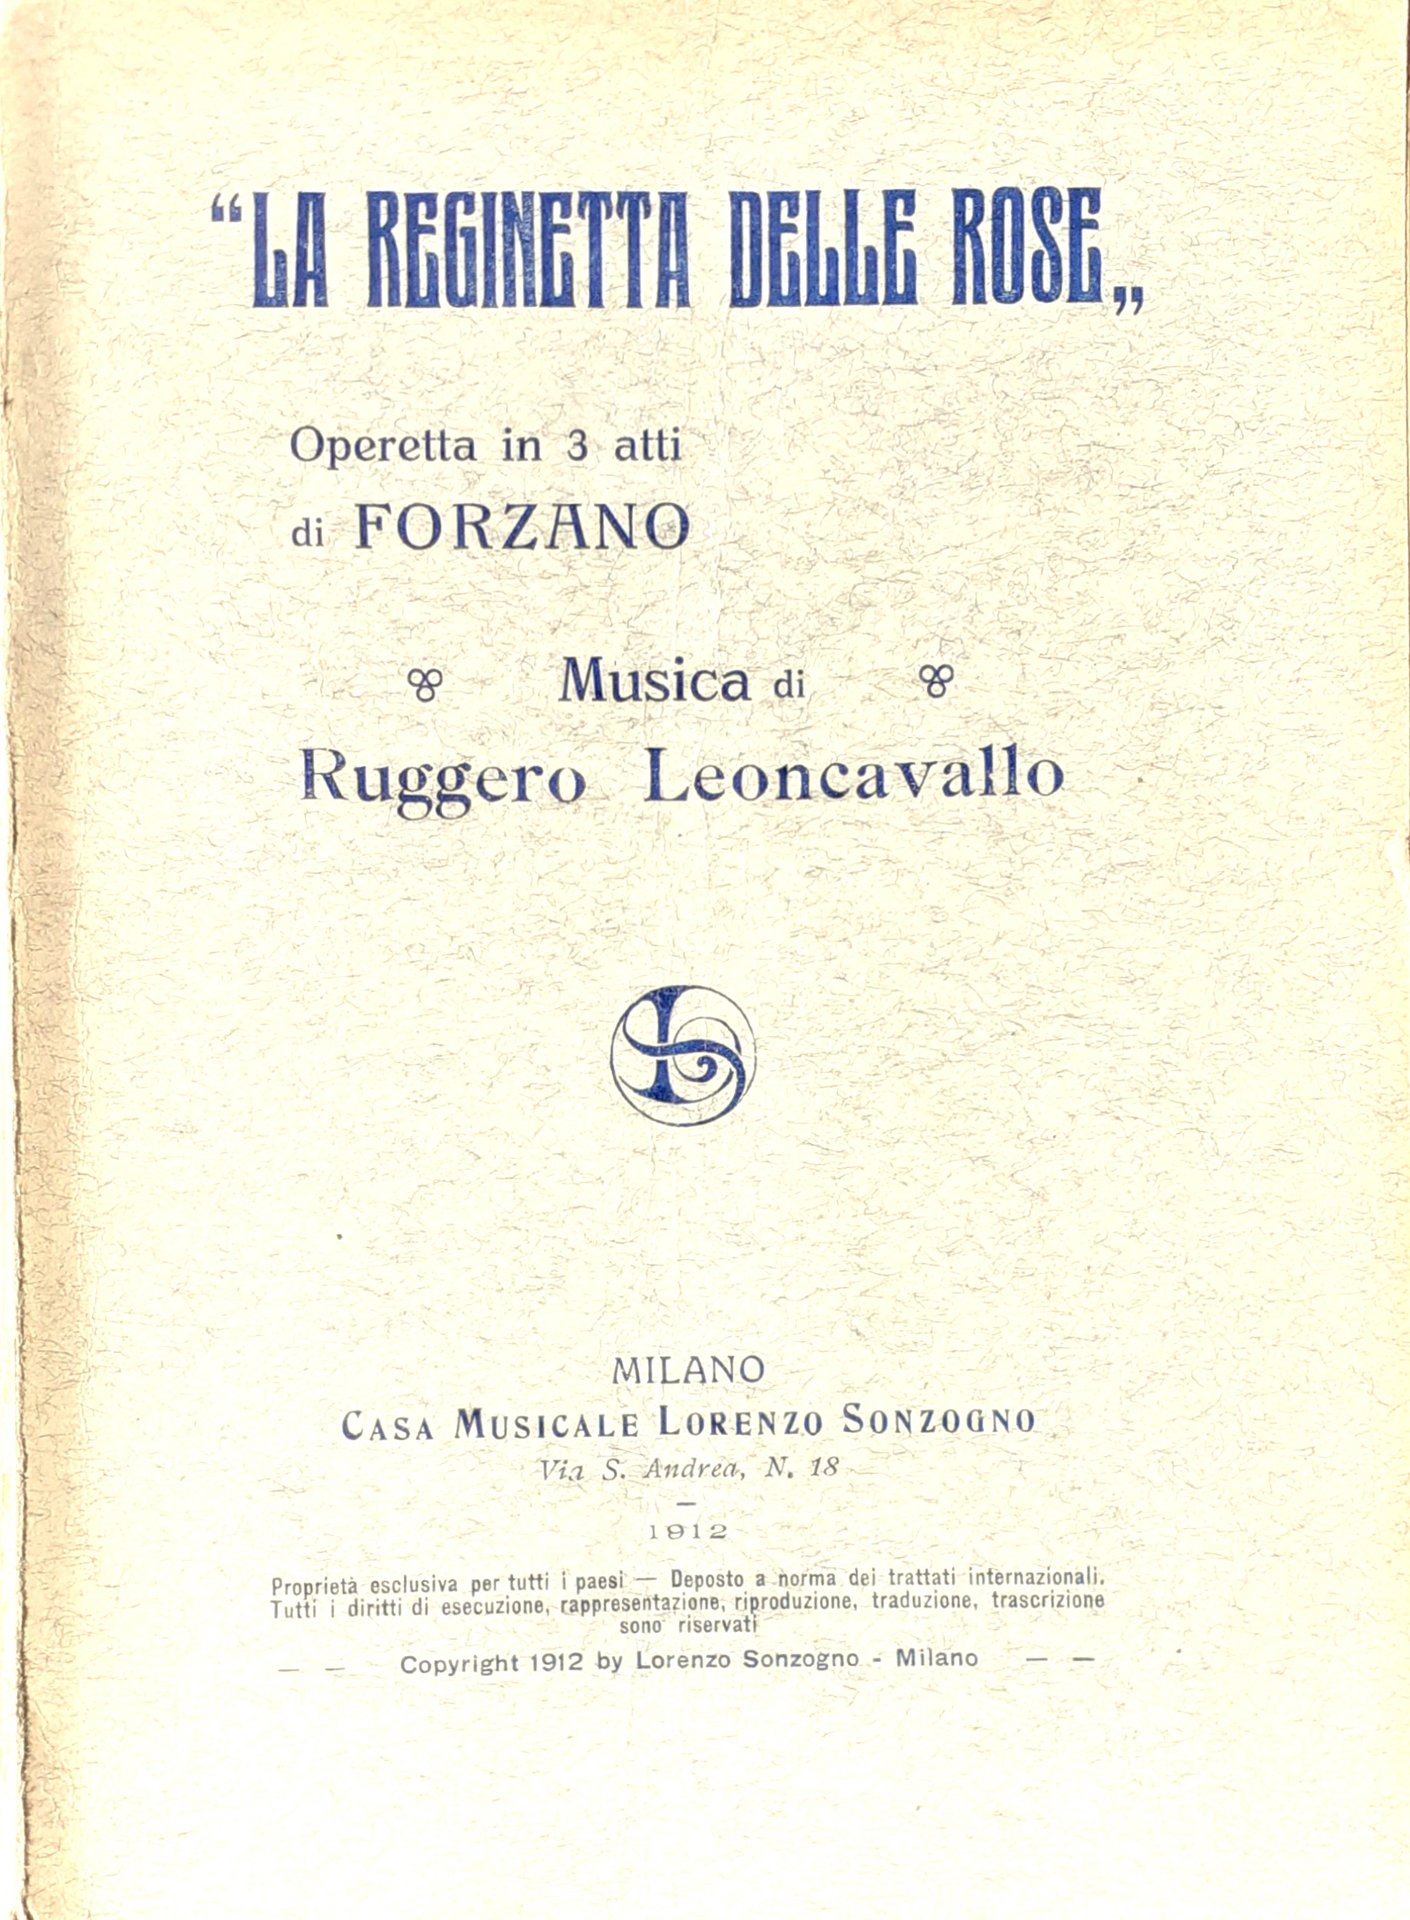 “LA REGINETTA DELLE ROSE„
Operetta in 3 atti
di FORZANO
Musica di
Ruggero Leoncavallo
LS
MILANO
CASA MUSICALE LORENZO SONZOGNO
Via S. Andrea, N. 18
—
1912
Proprietà esclusiva per tutti i paesi — Deposto a norma dei trattati internazionali.
Tutti i diritti di esecuzione, rappresentazione, riproduzione, traduzione, trascrizione
sono riservati
— — Copyright 1912 by Lorenzo Sonzogno - Milano — —